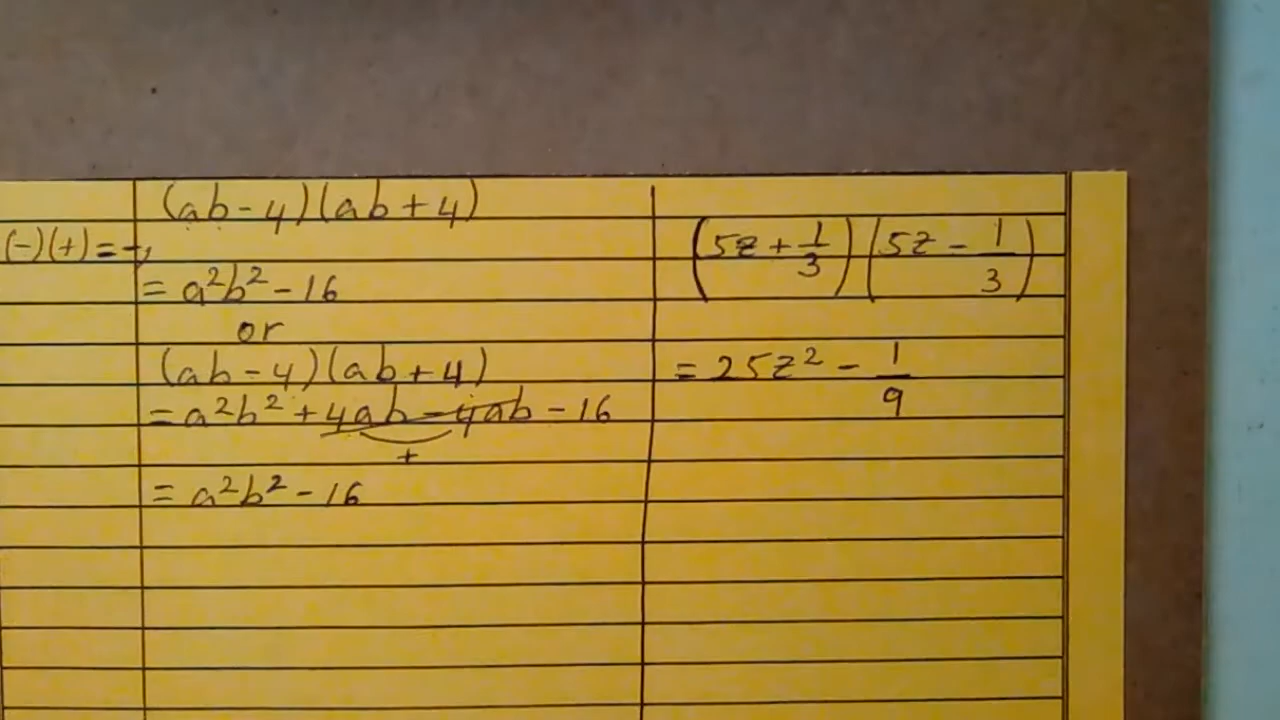 (-)(+) = -,
(ab - 4)(ab + 4)
= a²b² - 16
or
(ab - 4)(ab + 4)
= a²b² + 4ab - 4ab - 16
+
= a²b² - 16
(5z + 1/3)(5z - 1/3)
= 25z² - 1/9